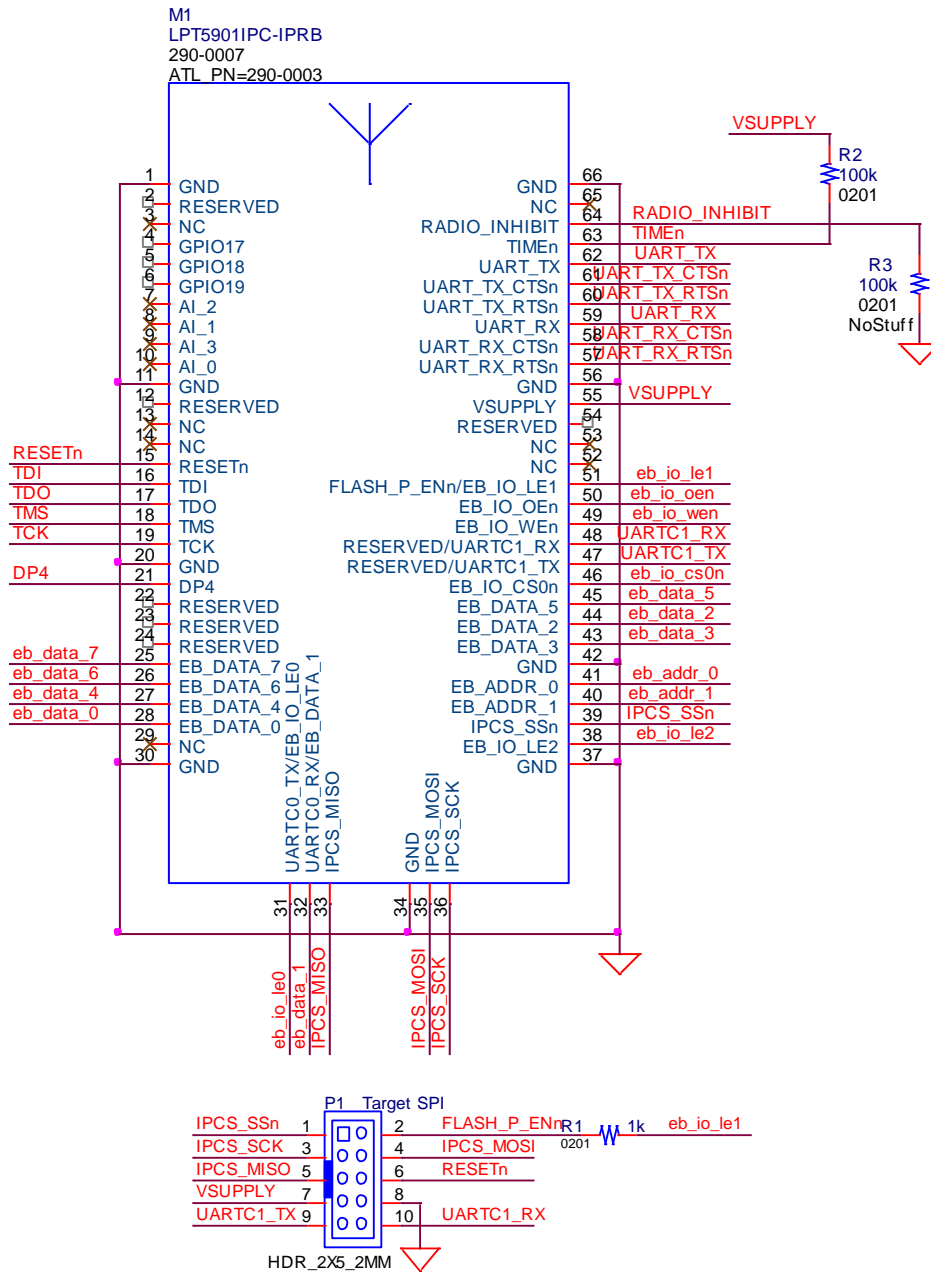 M1
LPT5901IPC-IPRB
290-0007
ATL_PN=290-0003
VSUPPLY
R2
100k
0201
1 GND
2 RESERVED
3 NC
4 GPIO17
5 GPIO18
6 GPIO19
7 AI_2
8 AI_1
9 AI_3
10 AI_0
11 GND
12 RESERVED
13 NC
14 NC
RESETn 15 RESETn
TDI 16 TDI
TDO 17 TDO
TMS 18 TMS
TCK 19 TCK
20 GND
DP4 21 DP4
22 RESERVED
23 RESERVED
24 RESERVED
eb_data_7 25 EB_DATA_7
eb_data_6 26 EB_DATA_6
eb_data_4 27 EB_DATA_4
eb_data_0 28 EB_DATA_0
29 NC
30 GND
GND 66
NC 65
RADIO_INHIBIT 64 RADIO_INHIBIT
TIMEn 63 TIMEn
UART_TX 62 UART_TX
UART_TX_CTSn 61 UART_TX_CTSn
UART_TX_RTSn 60 UART_TX_RTSn
UART_RX 59 UART_RX
UART_RX_CTSn 58 UART_RX_CTSn
UART_RX_RTSn 57 UART_RX_RTSn
GND 56
VSUPPLY 55 VSUPPLY
RESERVED 54
NC 53
NC 52
FLASH_P_ENn/EB_IO_LE1 51 eb_io_le1
EB_IO_OEn 50 eb_io_oen
EB_IO_WEn 49 eb_io_wen
RESERVED/UARTC1_RX 48 UARTC1_RX
RESERVED/UARTC1_TX 47 UARTC1_TX
EB_IO_CS0n 46 eb_io_cs0n
EB_DATA_5 45 eb_data_5
EB_DATA_2 44 eb_data_2
EB_DATA_3 43 eb_data_3
GND 42
EB_ADDR_0 41 eb_addr_0
EB_ADDR_1 40 eb_addr_1
IPCS_SSn 39 IPCS_SSn
EB_IO_LE2 38 eb_io_le2
GND 37
R3
100k
0201
NoStuff
UARTC0_TX/EB_IO_LE0 31 eb_io_le0
UARTC0_RX/EB_DATA_1 32 eb_data_1
IPCS_MISO 33 IPCS_MISO
GND 34
IPCS_MOSI 35 IPCS_MOSI
IPCS_SCK 36 IPCS_SCK
P1 Target SPI
IPCS_SSn 1 2 FLASH_P_ENn R1 1k eb_io_le1
0201
IPCS_SCK 3 4 IPCS_MOSI
IPCS_MISO 5 6 RESETn
VSUPPLY 7 8
UARTC1_TX 9 10 UARTC1_RX
HDR_2X5_2MM